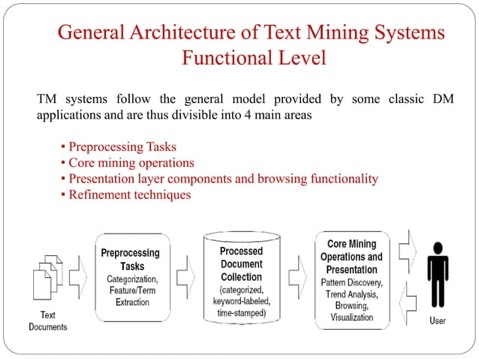 General Architecture of Text Mining Systems
Functional Level
TM systems follow the general model provided by some classic DM
applications and are thus divisible into 4 main areas
• Preprocessing Tasks
• Core mining operations
• Presentation layer components and browsing functionality
• Refinement techniques
Text
Documents
Preprocessing
Tasks
Categorization,
Feature/Term
Extraction
Processed
Document
Collection
(categorized,
keyword-labeled,
time-stamped)
Core Mining
Operations and
Presentation
Pattern Discovery,
Trend Analysis,
Browsing,
Visualization
User